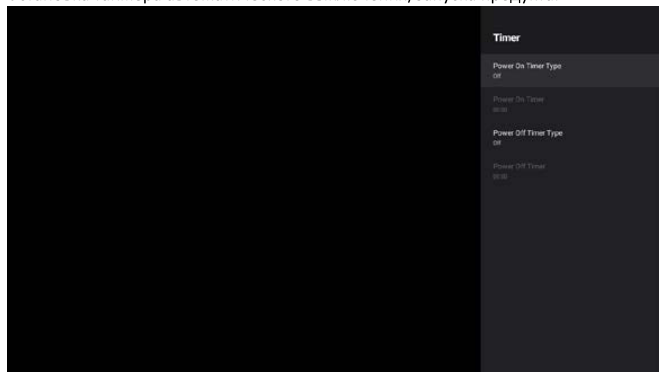 Timer
Power On Timer Type
Off
Power On Timer
00:00
Power Off Timer Type
Off
Power Off Timer
00:00